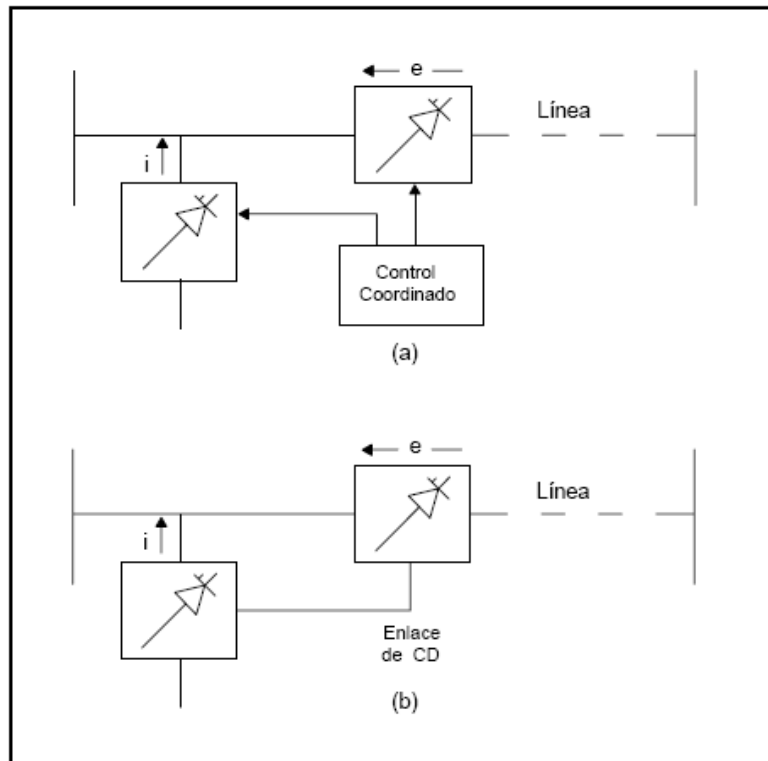 e
Línea
i
Control
Coordinado
(a)
e
Línea
i
Enlace
de CD
(b)